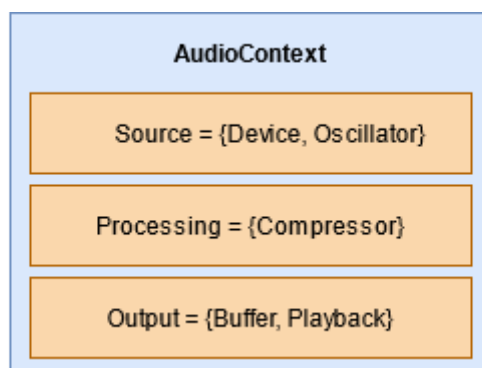 AudioContext
Source = {Device, Oscillator}
Processing = {Compressor}
Output = {Buffer, Playback}